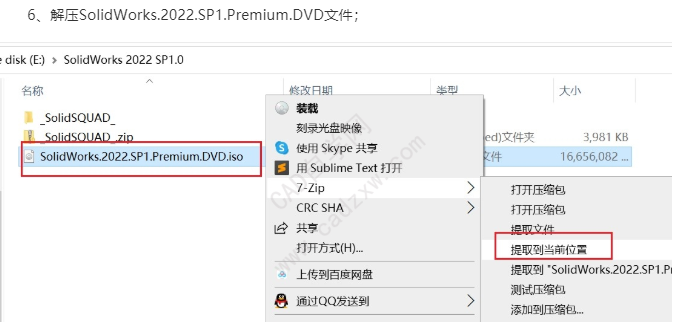 6、解压SolidWorks.2022.SP1.Premium.DVD文件；
e disk (E:) > SolidWorks 2022 SP1.0
名称 修改日期 类型 大小
_SolidSQUAD_
_SolidSQUAD_.zip ed)文件夹 3,981 KB
SolidWorks.2022.SP1.Premium.DVD.iso 文件 16,656,082 ...
装载
刻录光盘映像
使用 Skype 共享
用 Sublime Text 打开
7-Zip
CRC SHA
共享
打开方式(H)...
上传到百度网盘
通过QQ发送到
打开压缩包
打开压缩包
提取文件
提取到当前位置
提取到 "SolidWorks.2022.SP1.Pr
测试压缩包
添加到压缩包...
www.cadzxw.com